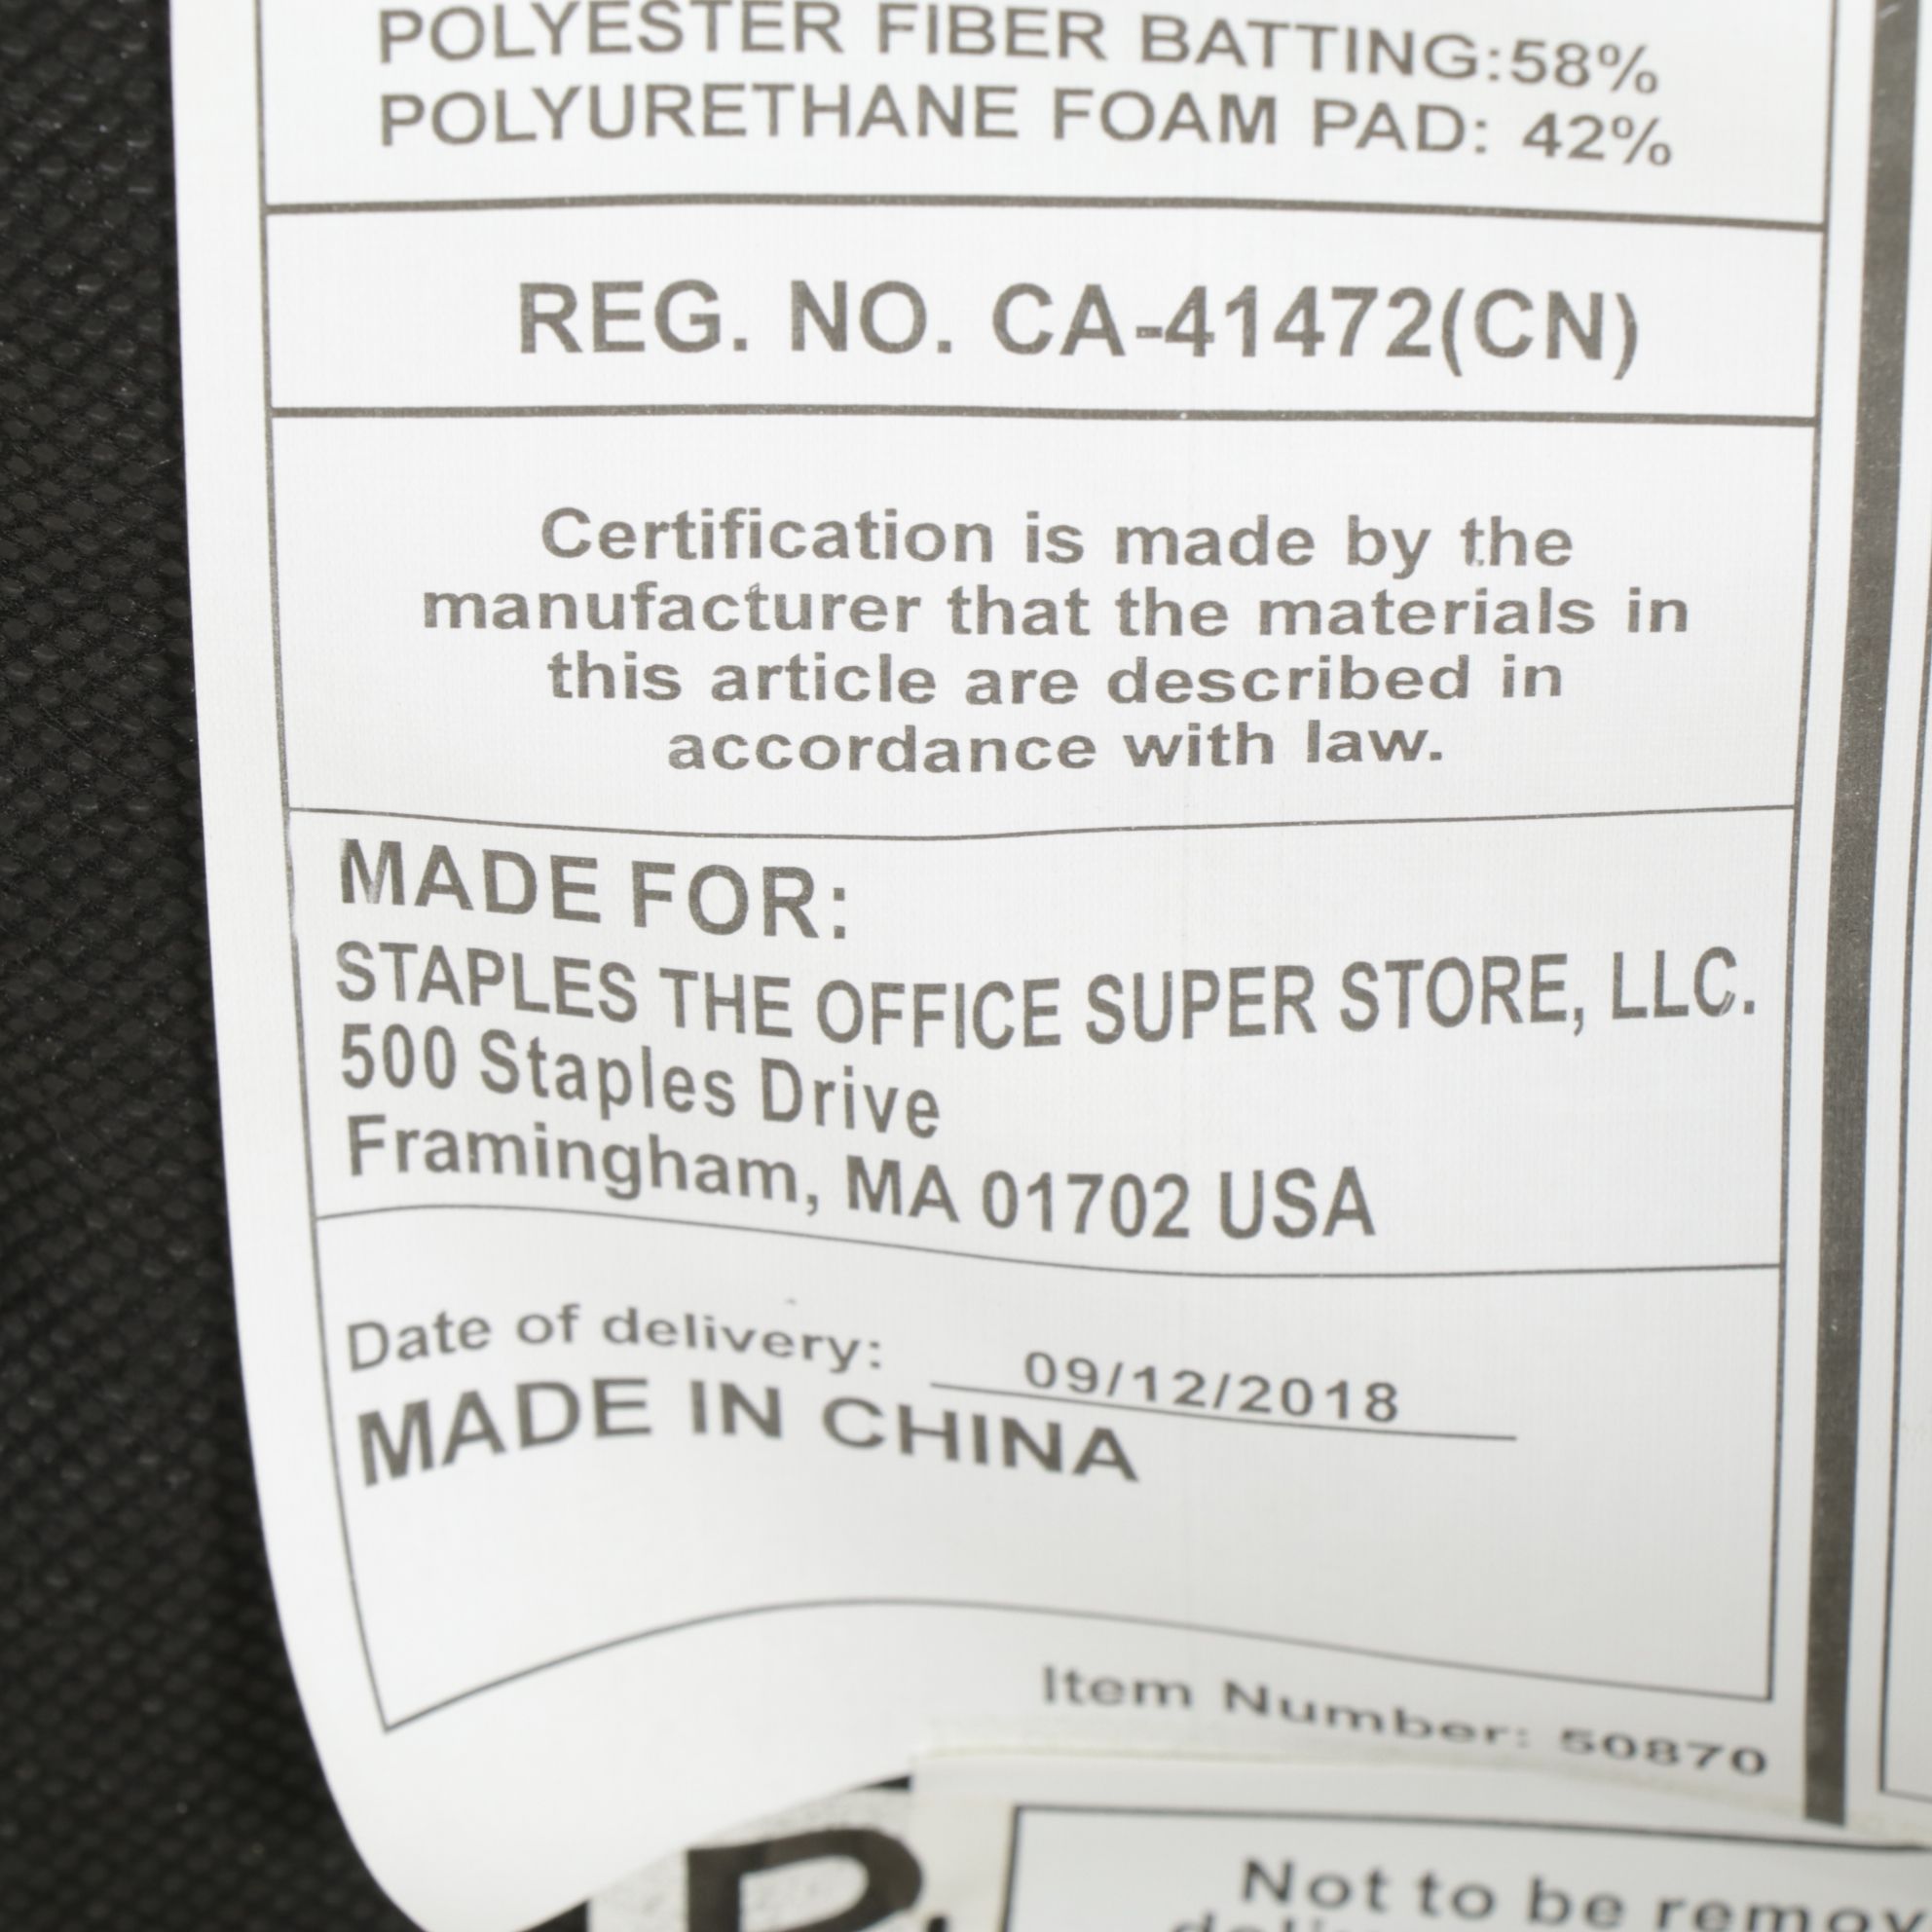 POLYESTER FIBER BATTING:58%
POLYURETHANE FOAM PAD: 42%
REG. NO. CA-41472(CN)
Certification is made by the
manufacturer that the materials in
this article are described in
accordance with law.
MADE FOR:
STAPLES THE OFFICE SUPER STORE, LLC.
500 Staples Drive
Framingham, MA 01702 USA
Date of delivery: 09/12/2018
MADE IN CHINA
Item Number: 50870
Not to be remov